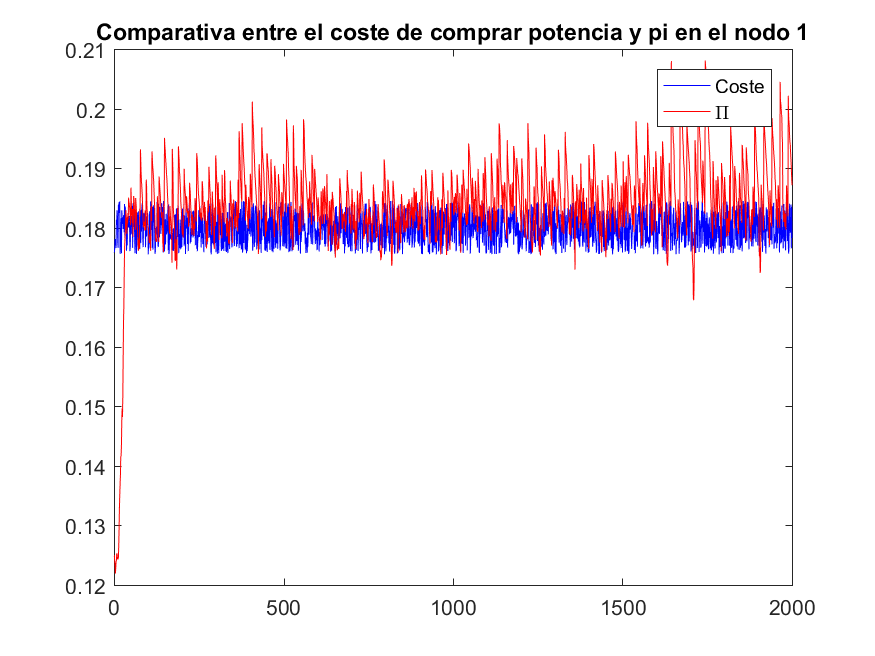 Comparativa entre el coste de comprar potencia y pi en el nodo 1
0.21
0.2
0.19
0.18
0.17
0.16
0.15
0.14
0.13
0.12
Coste
Π
0 500 1000 1500 2000